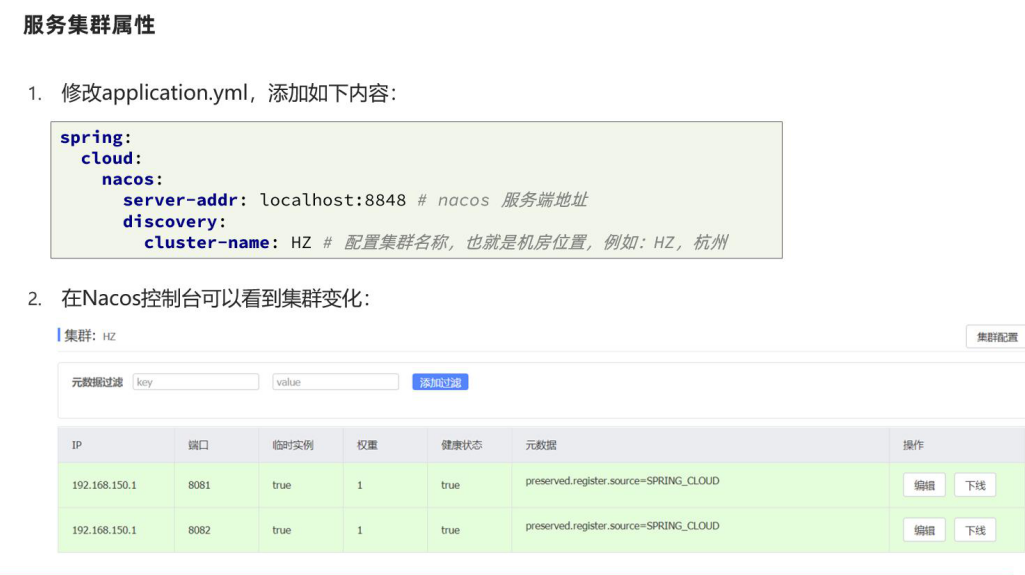 服务集群属性
1. 修改application.yml，添加如下内容：
spring:
cloud:
nacos:
server-addr: localhost:8848 # nacos 服务端地址
discovery:
cluster-name: HZ # 配置集群名称，也就是机房位置，例如：HZ，杭州
2. 在Nacos控制台可以看到集群变化：
集群： HZ 集群配置
元数据过滤 key value 添加过滤
IP 端口 临时实例 权重 健康状态 元数据 操作
192.168.150.1 8081 true 1 true preserved.register.source=SPRING_CLOUD 编辑 下线
192.168.150.1 8082 true 1 true preserved.register.source=SPRING_CLOUD 编辑 下线